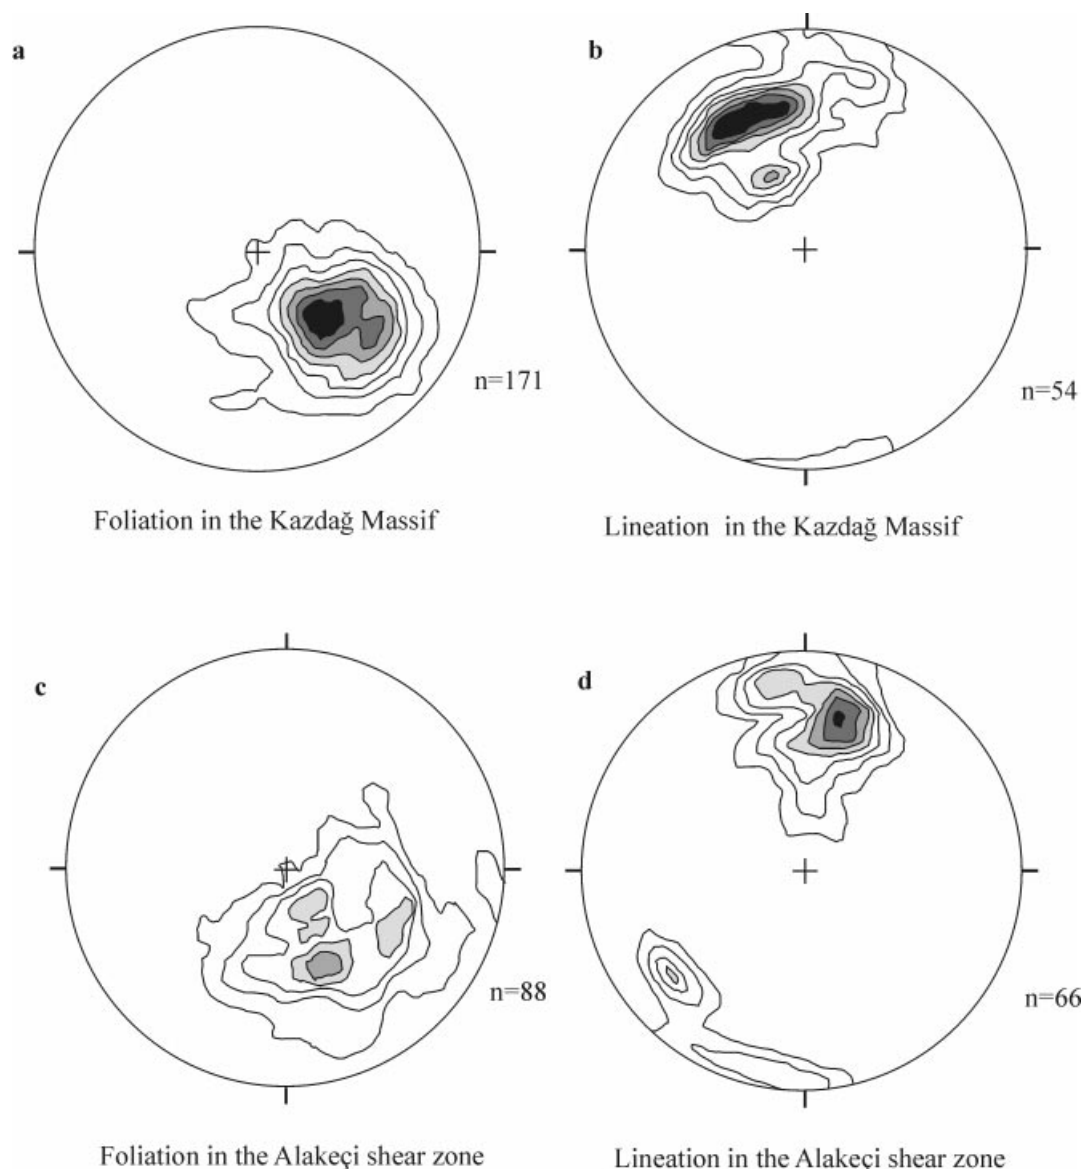 a
b
n=171
n=54
Foliation in the Kazdağ Massif
Lineation in the Kazdağ Massif
c
d
n=88
n=66
Foliation in the Alakeçi shear zone
Lineation in the Alakeçi shear zone